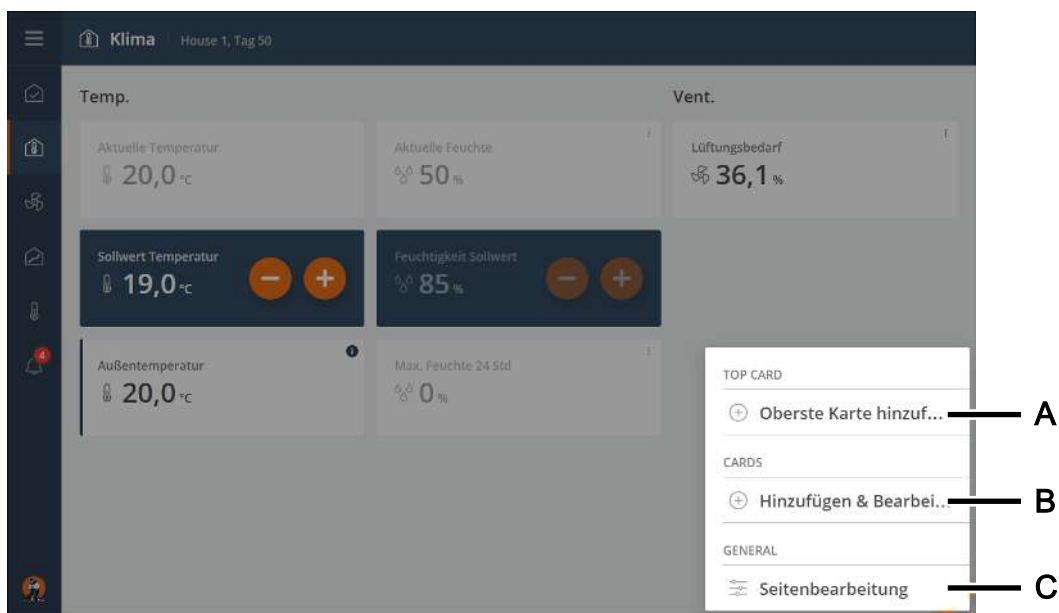 Klima House 1, Tag 50
Temp.
Vent.
Aktuelle Temperatur
20,0 °C
Aktuelle Feuchte
50 %
Lüftungsbedarf
36,1 %
Sollwert Temperatur
19,0 °C
Feuchtigkeit Sollwert
85 %
Außentemperatur
20,0 °C
Max. Feuchte 24 Std
0 %
4
TOP CARD
Oberste Karte hinzuf... A
CARDS
Hinzufügen & Bearbei... B
GENERAL
Seitenbearbeitung C